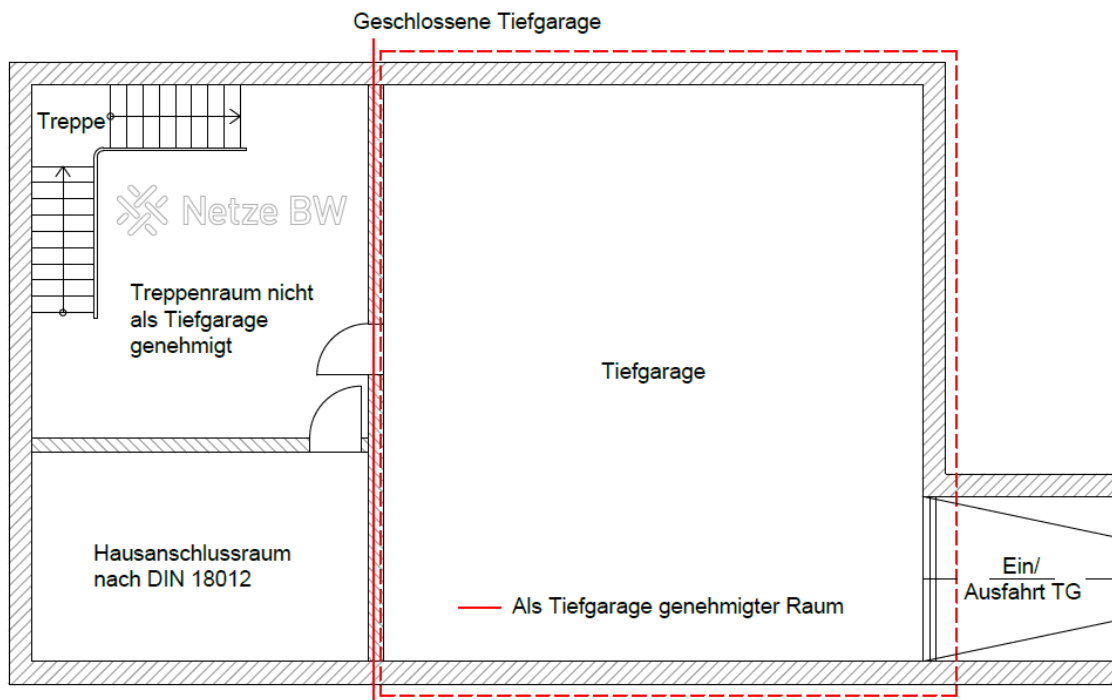 Geschlossene Tiefgarage
Treppe
Netze BW
Treppenraum nicht
als Tiefgarage
genehmigt
Tiefgarage
Hausanschlussraum
nach DIN 18012
Ein/
Ausfahrt TG
Als Tiefgarage genehmigter Raum